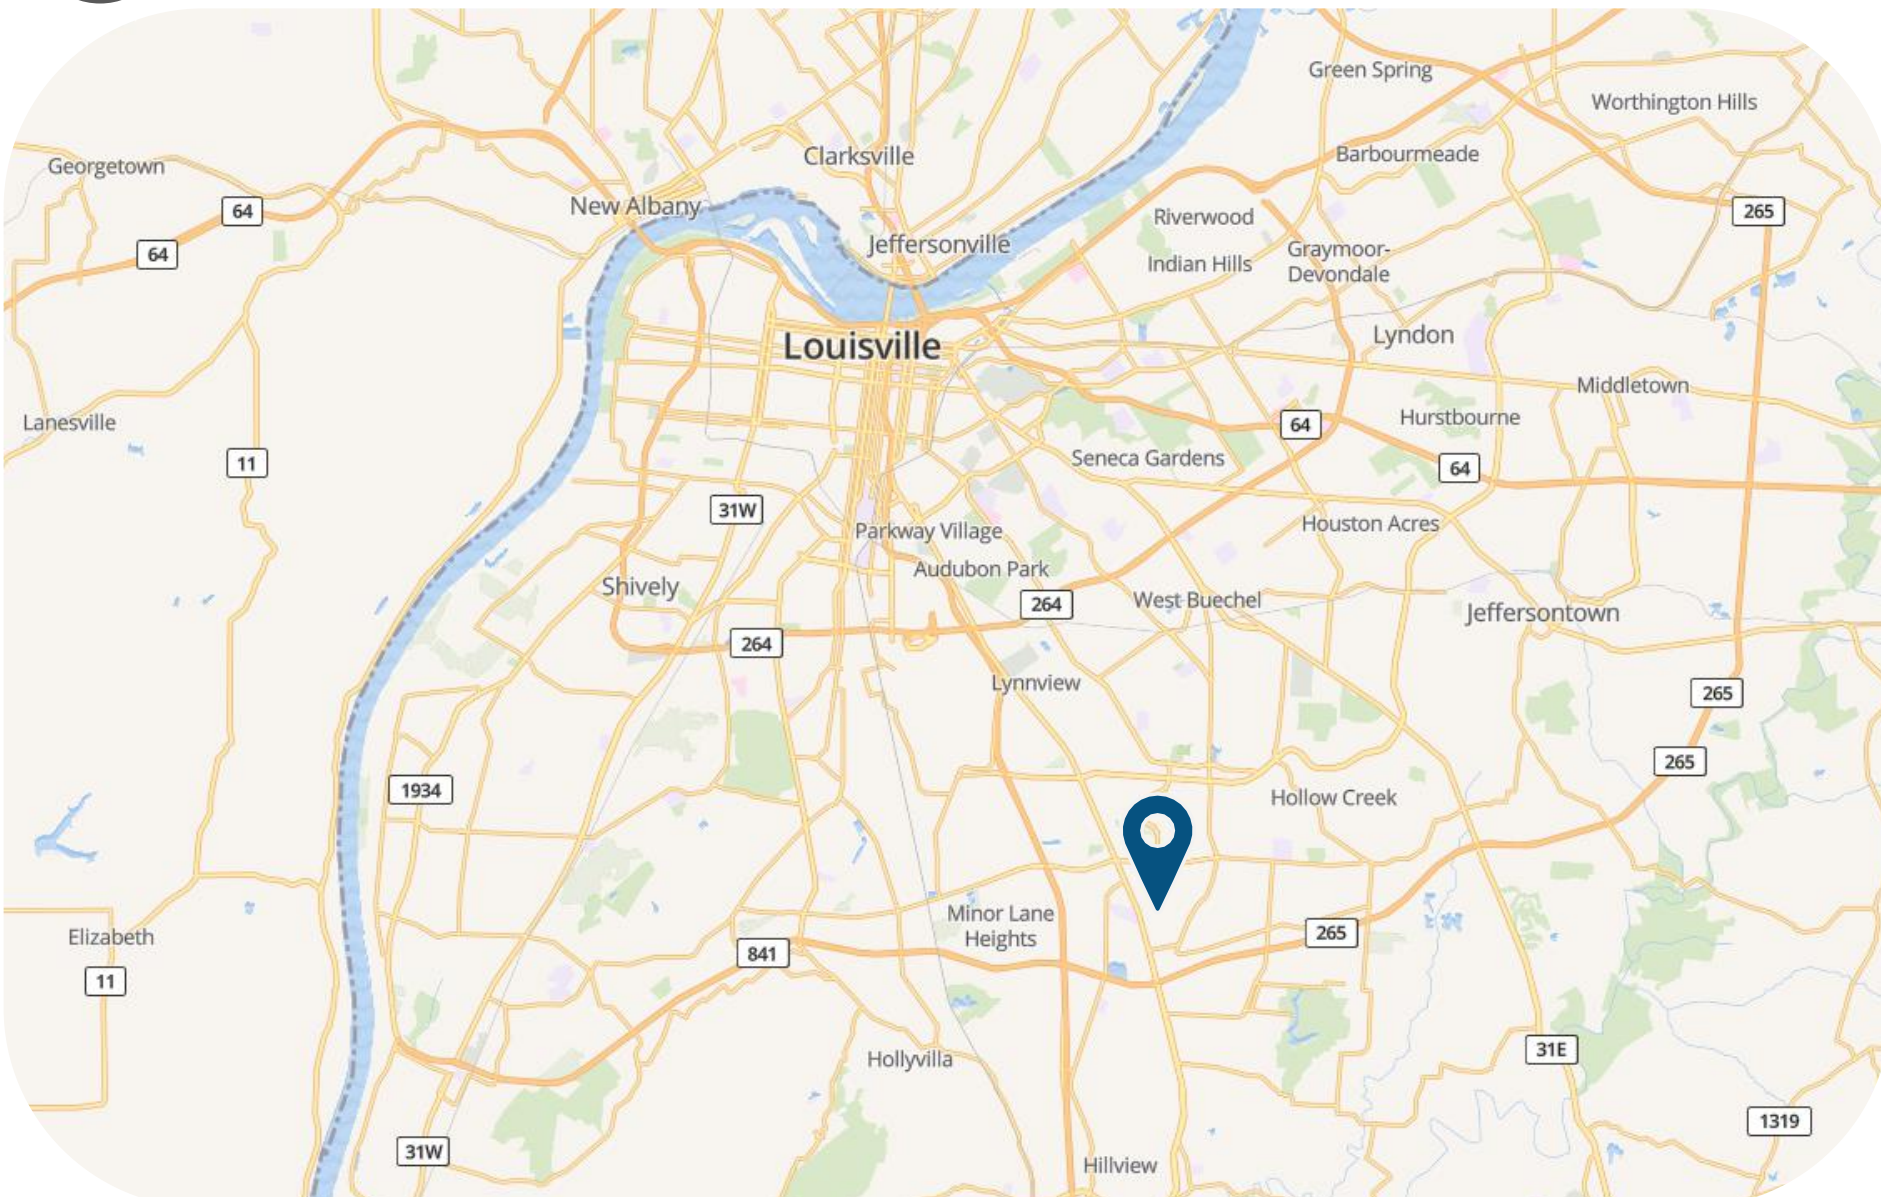 Green Spring
Worthington Hills
Clarksville
Barbourmeade
Georgetown
64
New Albany
265
Riverwood
Jeffersonville
64
Graymoor-
Devondale
Indian Hills
Lyndon
Louisville
Middletown
Lanesville
64
Hurstbourne
11
Seneca Gardens
64
31W
Parkway Village
Houston Acres
Audubon Park
Shively
264
West Buechel
Jeffersontown
264
Lynnview
265
265
1934
Hollow Creek
Minor Lane
Heights
Elizabeth
265
841
11
31E
Hollyvilla
1319
31W
Hillview